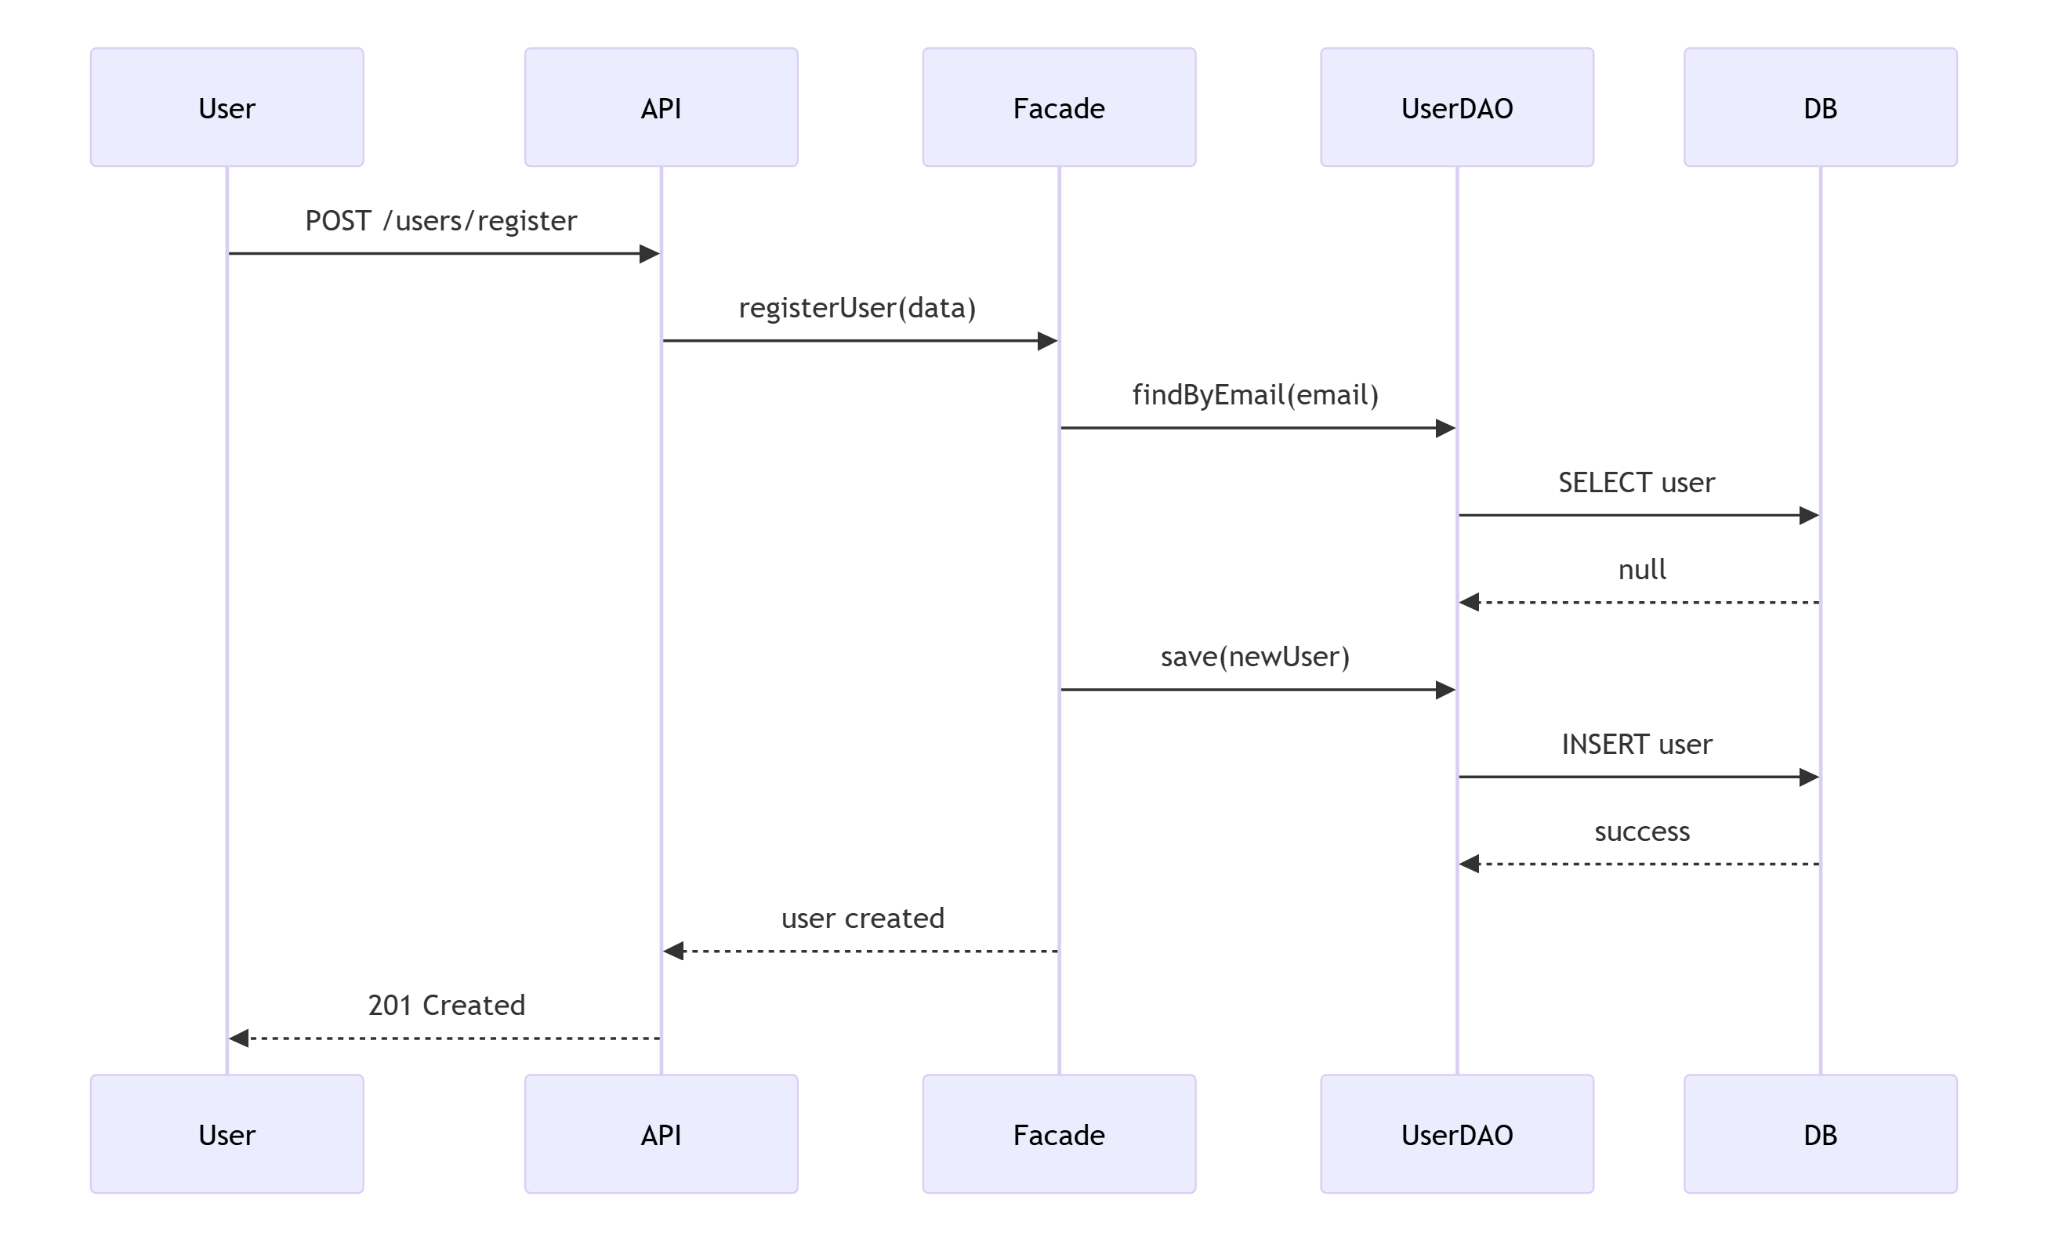 User
API
Facade
UserDAO
DB
POST /users/register
registerUser(data)
findByEmail(email)
SELECT user
null
save(newUser)
INSERT user
success
user created
201 Created
User
API
Facade
UserDAO
DB